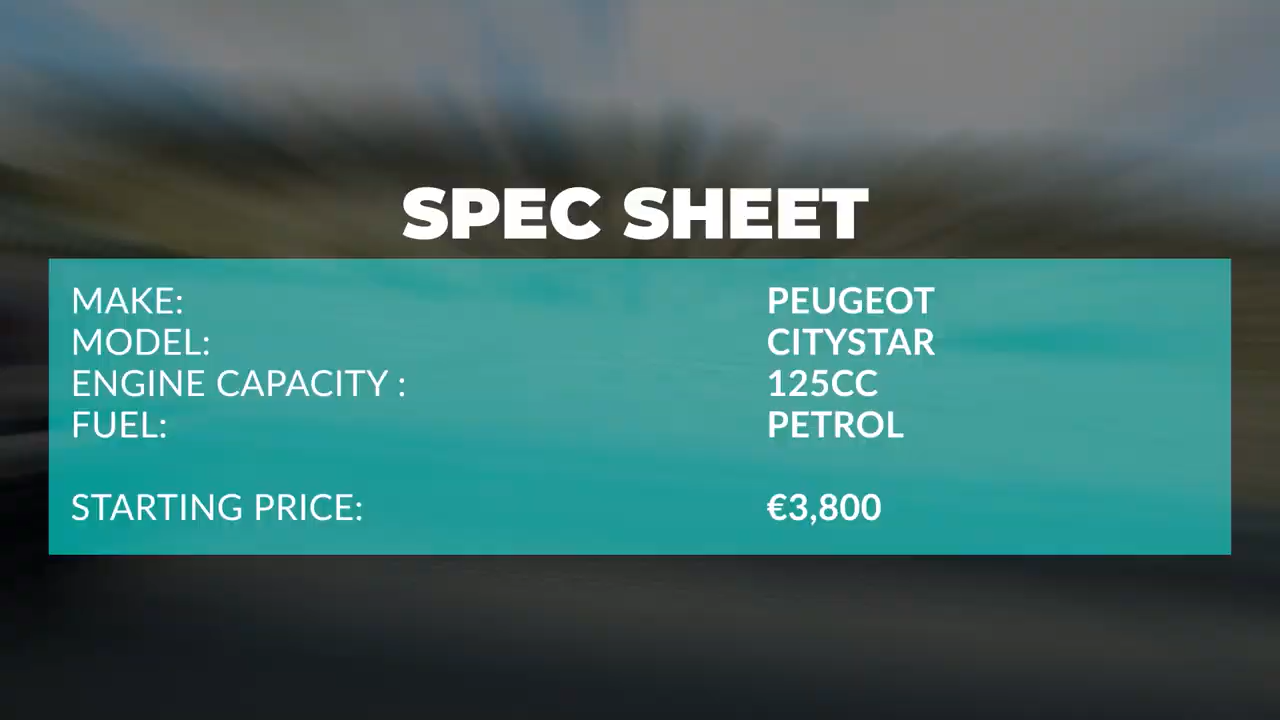 SPEC SHEET
MAKE: PEUGEOT
MODEL: CITYSTAR
ENGINE CAPACITY : 125CC
FUEL: PETROL
STARTING PRICE: €3,800